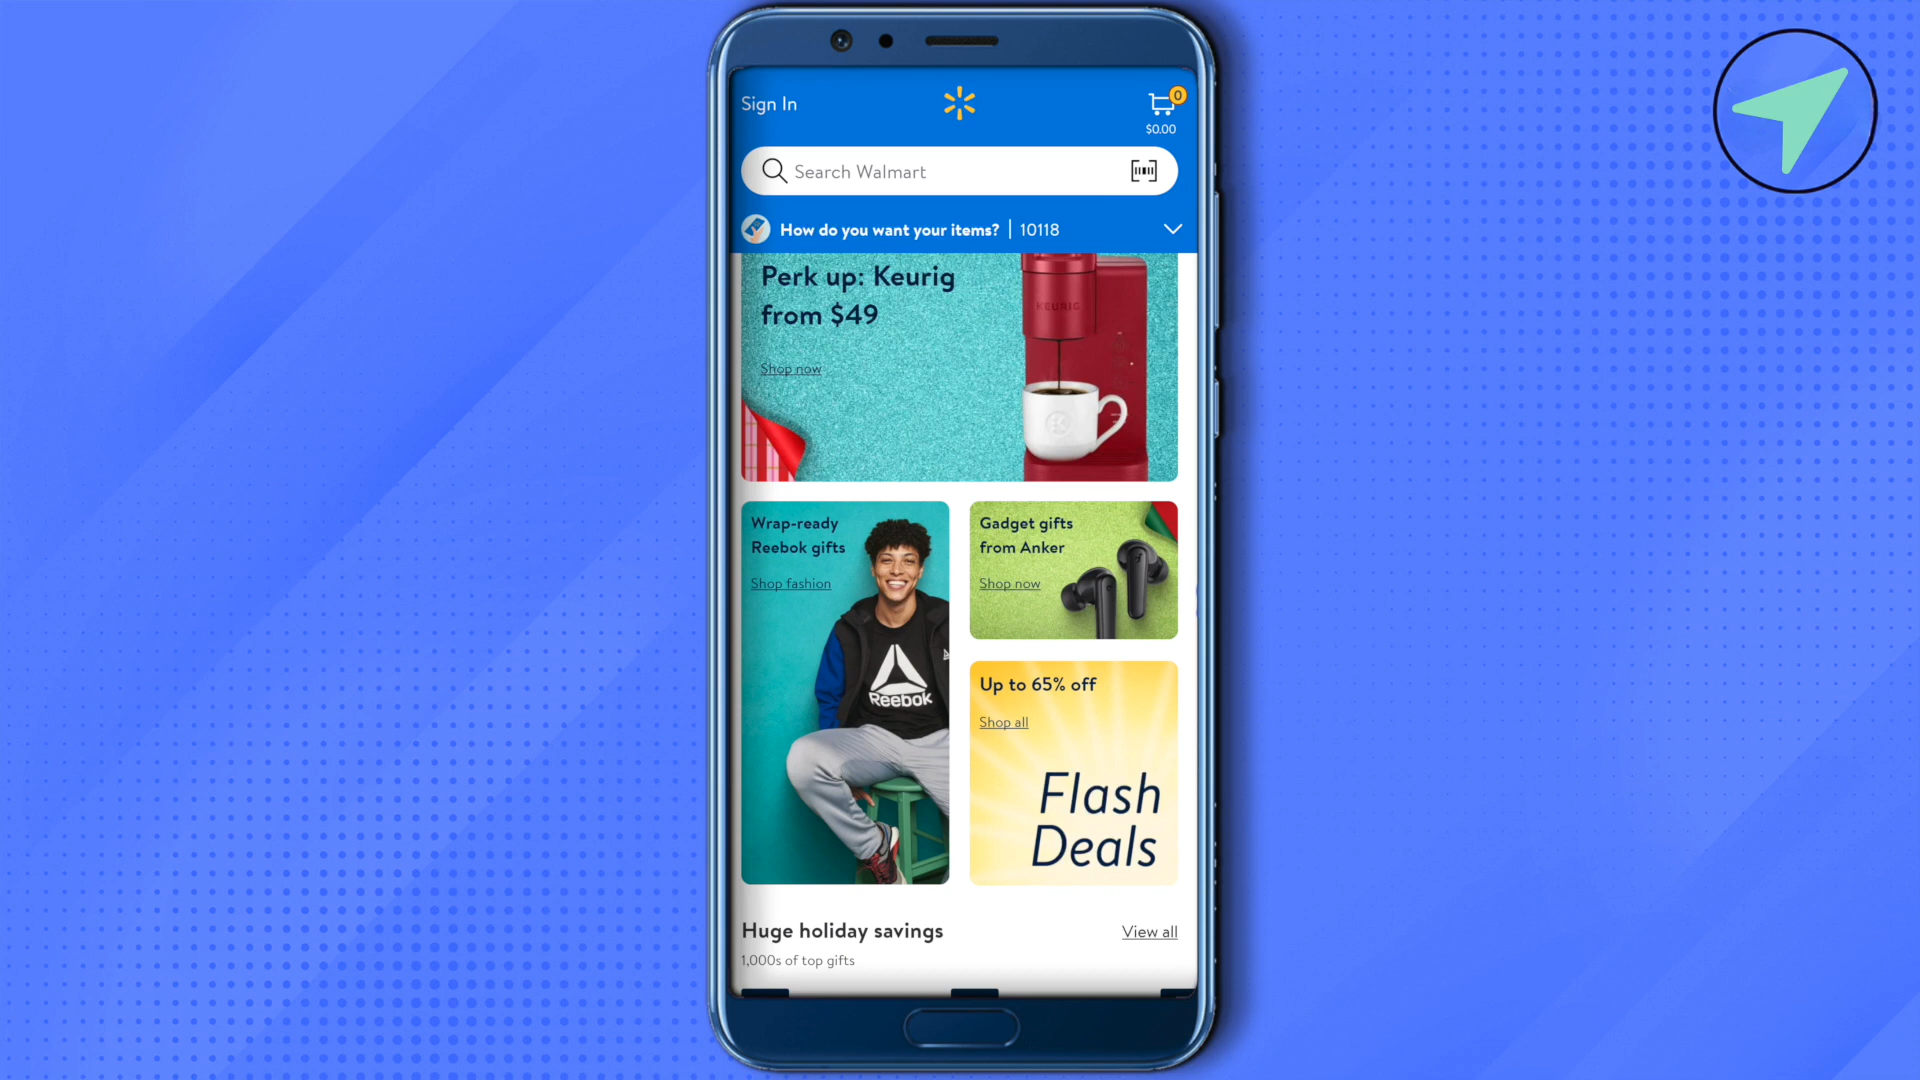 Sign In
0
$0.00
Search Walmart
How do you want your items? | 10118
Perk up: Keurig
from $49
Shop now
KEURIG
Wrap-ready
Reebok gifts
Shop fashion
Reebok
Gadget gifts
from Anker
Shop now
Up to 65% off
Shop all
Flash
Deals
Huge holiday savings
View all
1,000s of top gifts